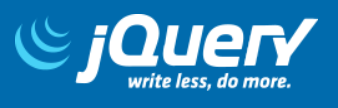 jQuery
write less, do more.